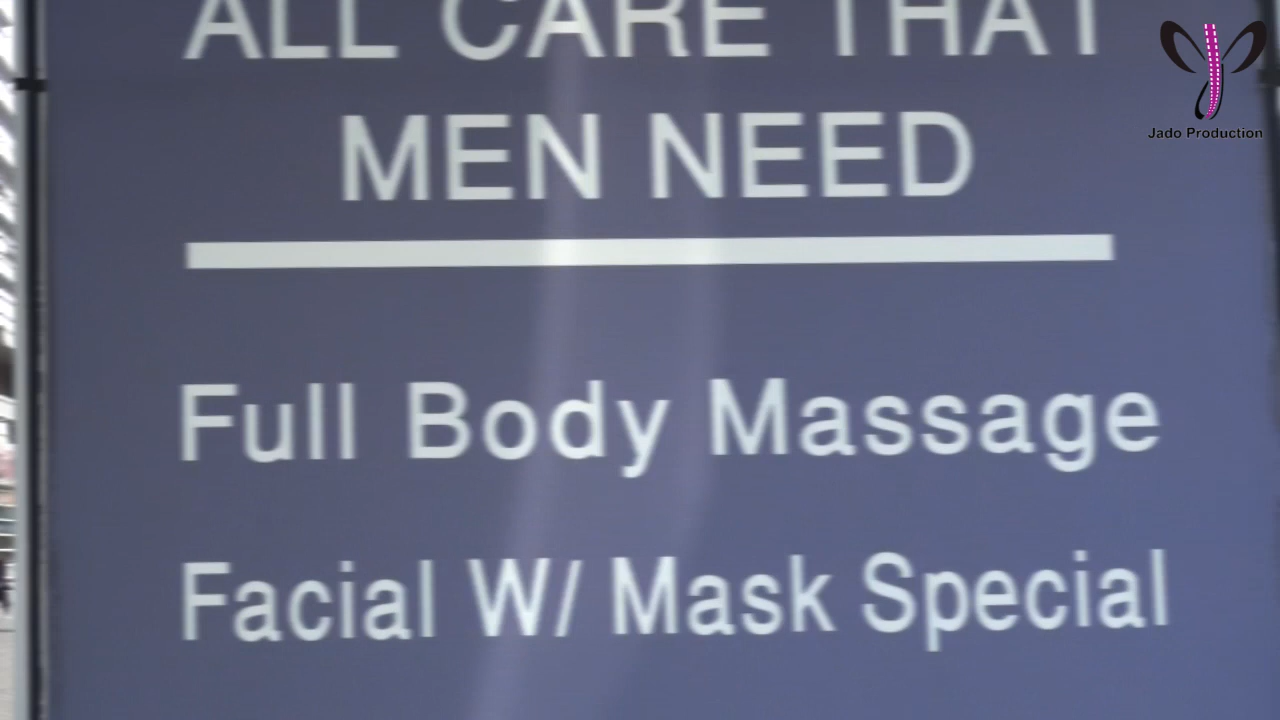 ALL CARE THAT
MEN NEED
Full Body Massage
Facial W/ Mask Special
Jado Production